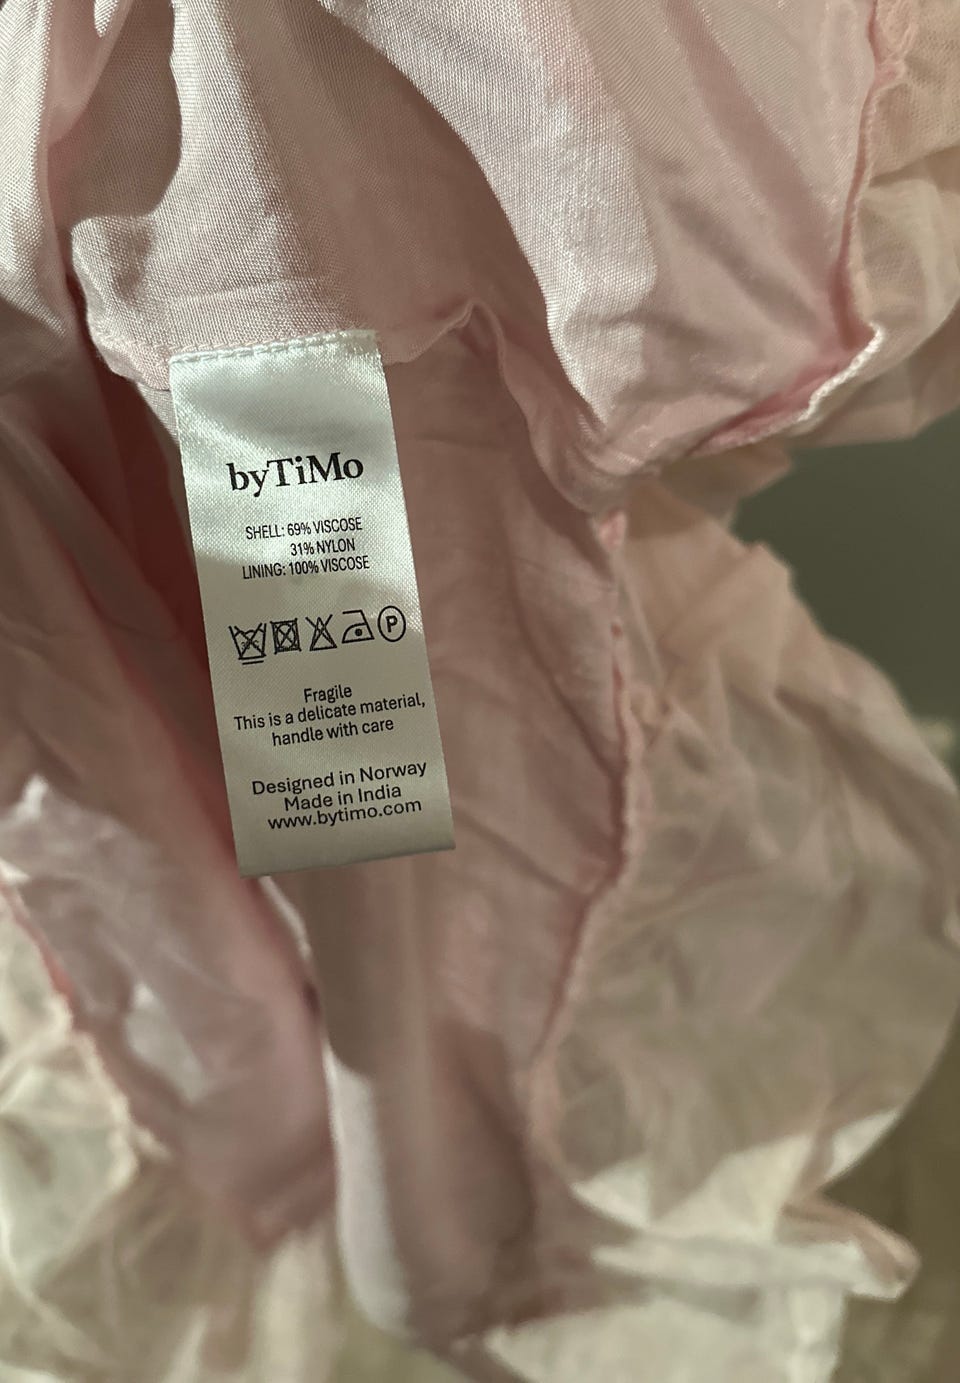 byTiMo
SHELL: 69% VISCOSE
31% NYLON
LINING: 100% VISCOSE
P
Fragile
This is a delicate material,
handle with care
Designed in Norway
Made in India
www.bytimo.com